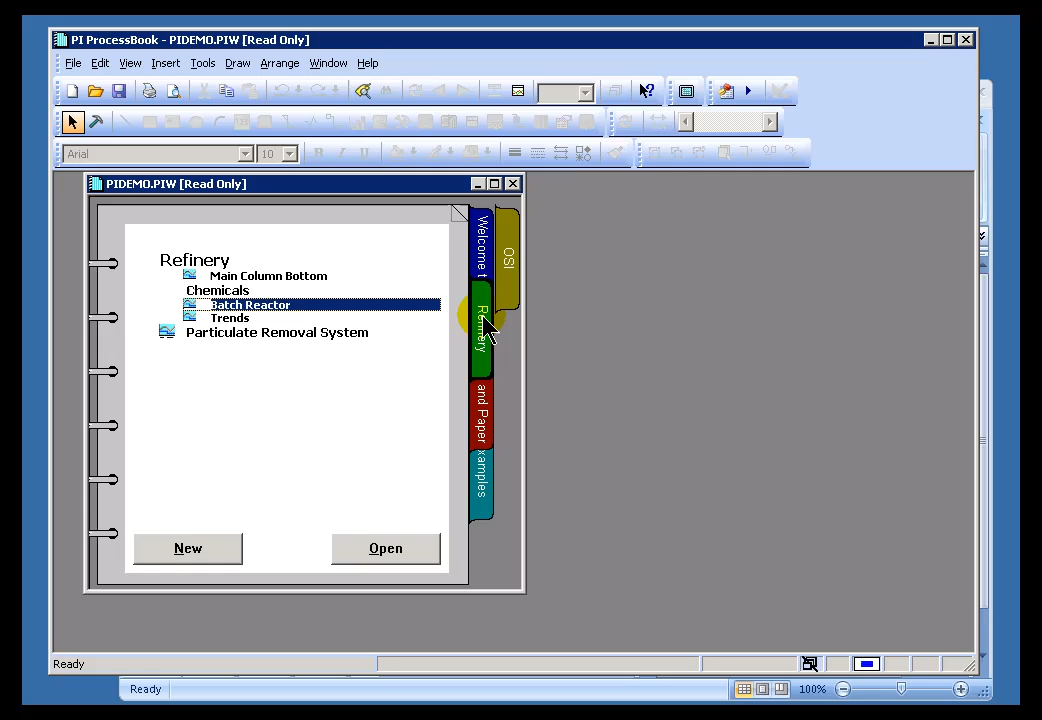 PI ProcessBook - PIDEMO.PIW [Read Only]
File Edit View Insert Tools Draw Arrange Window Help
Arial 10 B I U
PIDEMO.PIW [Read Only]
Refinery
Main Column Bottom
Chemicals
Batch Reactor
Trends
Particulate Removal System
New Open
Welcome t
OSI
Refinery
and Paper
xamples
Ready
Ready 100%